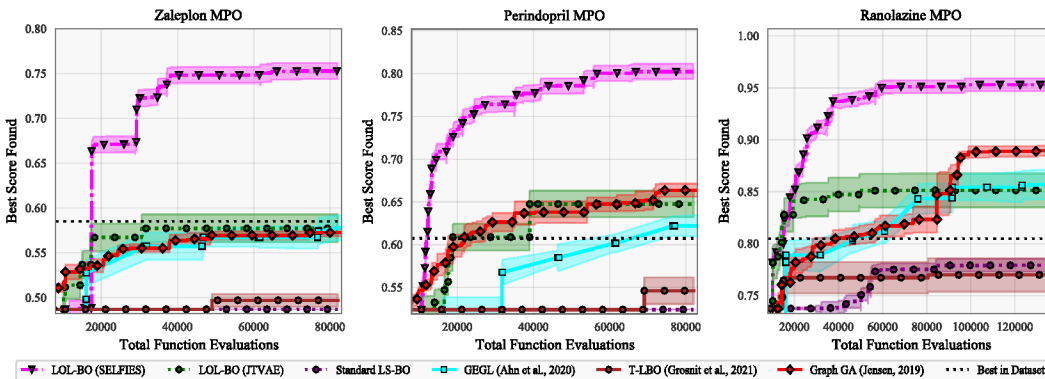 Zaleplon MPO
Best Score Found
0.80
0.75
0.70
0.65
0.60
0.55
0.50
20000 40000 60000 80000
Total Function Evaluations
Perindopril MPO
Best Score Found
0.85
0.80
0.75
0.70
0.65
0.60
0.55
20000 40000 60000 80000
Total Function Evaluations
Ranolazine MPO
Best Score Found
1.00
0.95
0.90
0.85
0.80
0.75
20000 40000 60000 80000 100000 120000
Total Function Evaluations
LOL-BO (SELFIES) LOL-BO (JTVAE) Standard LS-BO GEGL (Ahn et al., 2020) T-LBO (Grosnit et al., 2021) Graph GA (Jensen, 2019) Best in Dataset